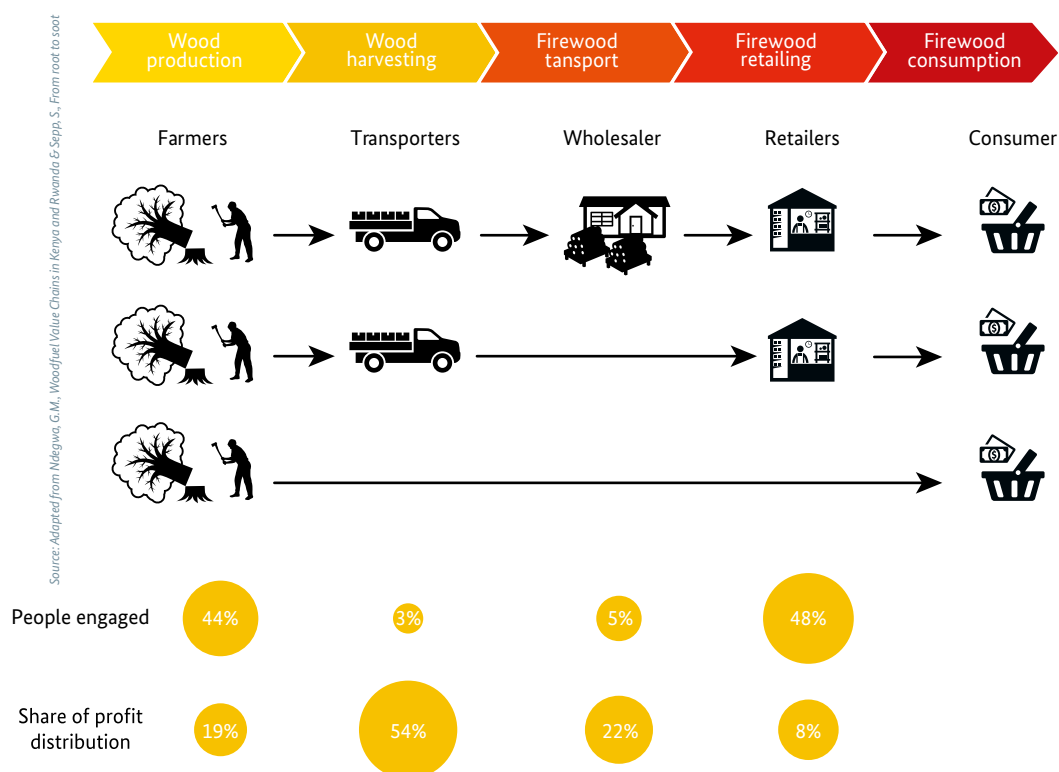 Wood
production
Wood
harvesting
Firewood
tansport
Firewood
retailing
Firewood
consumption
Farmers
Transporters
Wholesaler
Retailers
Consumer
Source: Adapted from Ndegwa, G.M., Woodfuel Value Chains in Kenya and Rwanda & Sepp, S., From root to soot
People engaged
44%
3%
5%
48%
Share of profit
distribution
19%
54%
22%
8%